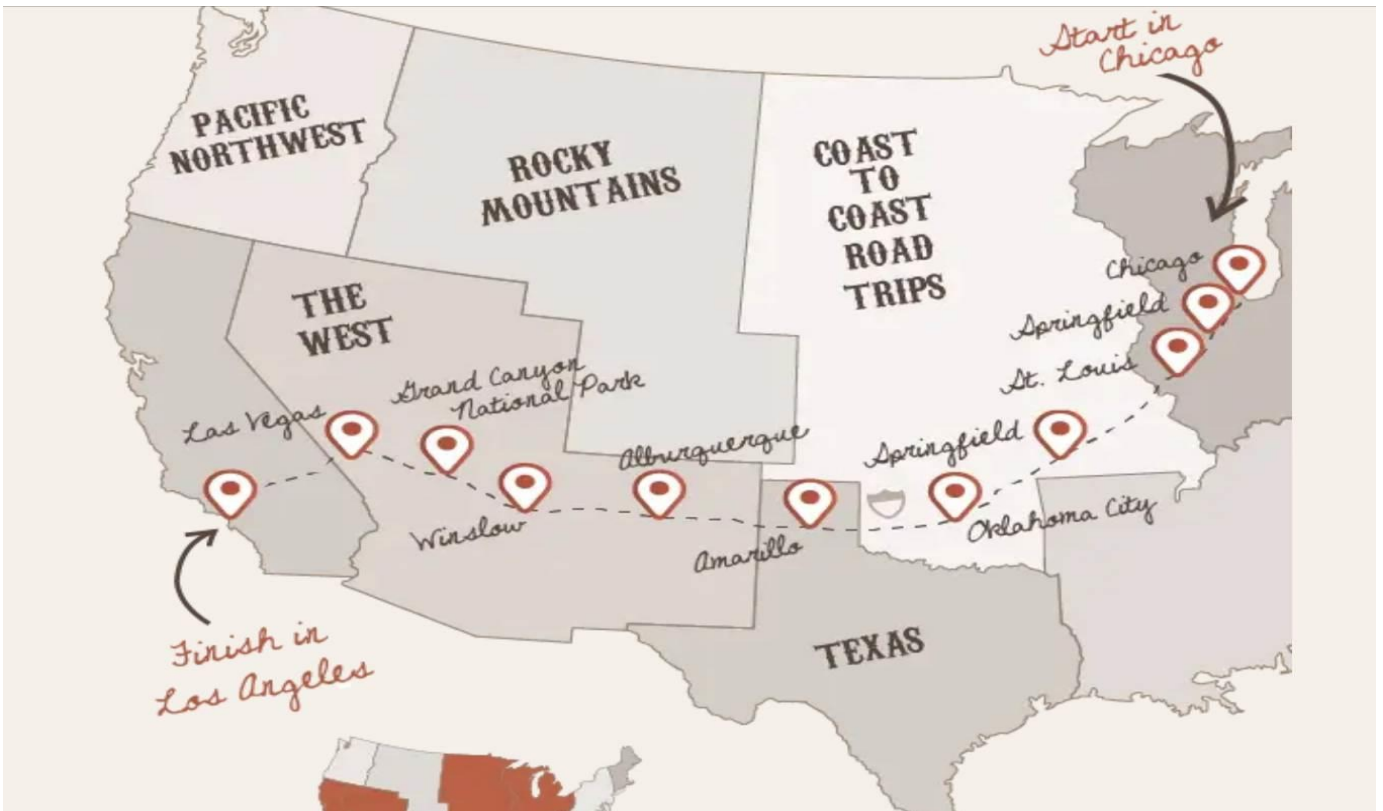 Start in
Chicago
PACIFIC
NORTHWEST
ROCKY
MOUNTAINS
COAST
TO
COAST
ROAD
TRIPS
THE
WEST
Chicago
Springfield
St. Louis
Grand Canyon
National Park
Las Vegas
Alburquerque
Springfield
Winslow
Amarillo
Oklahoma City
TEXAS
Finish in
Los Angeles